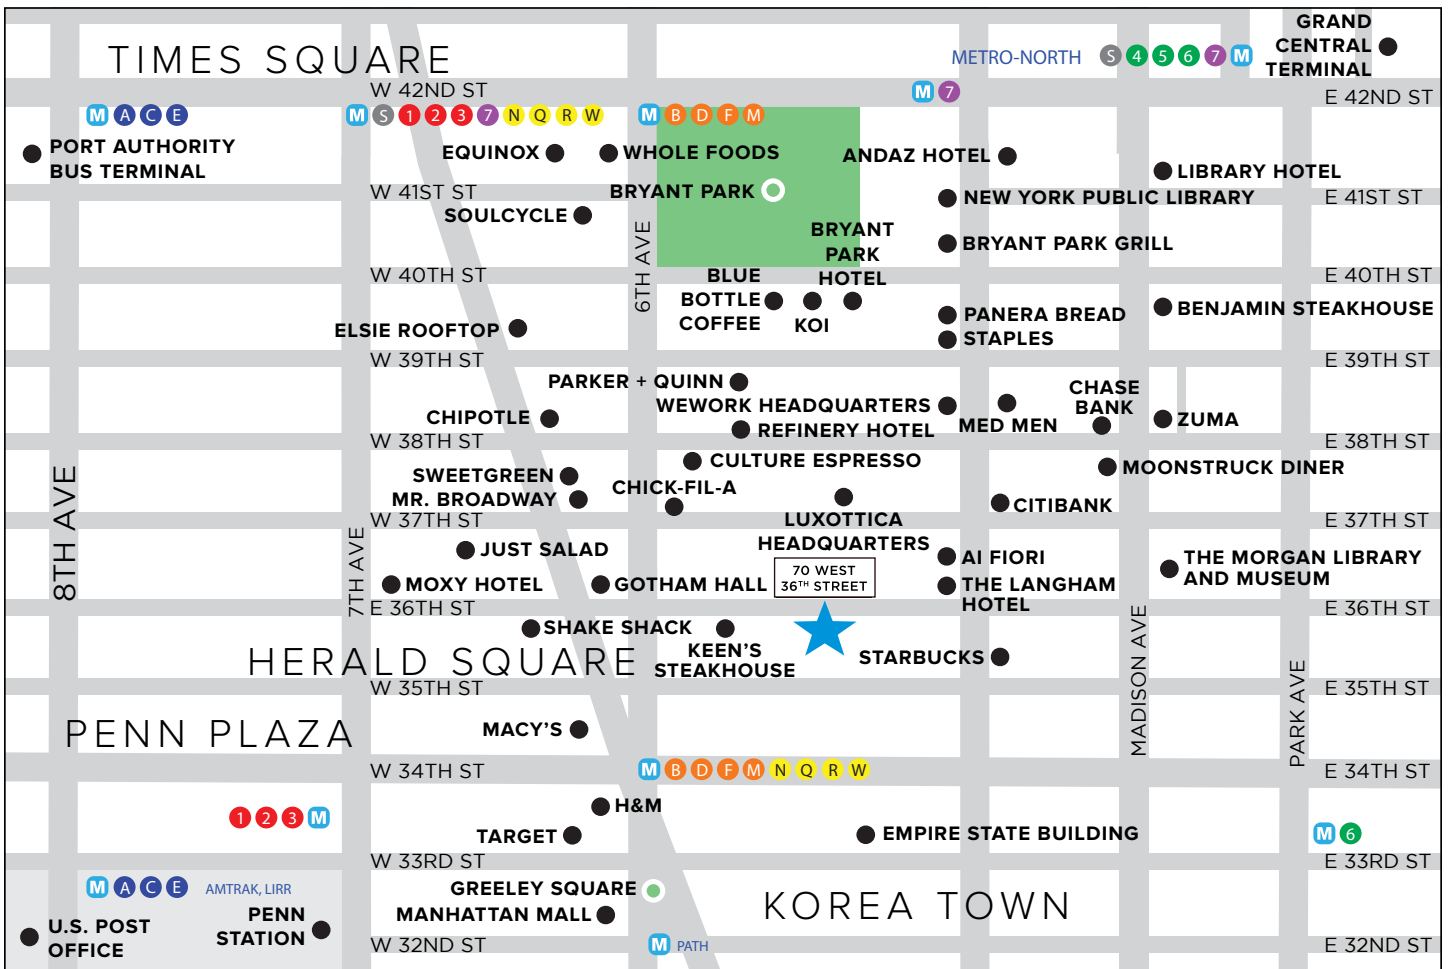 GRAND
CENTRAL
TERMINAL
TIMES SQUARE
METRO-NORTH S 4 5 6 7 M
W 42ND ST
M 7
E 42ND ST
M A C E
M S 1 2 3 7 N Q R W
M B D F M
PORT AUTHORITY
BUS TERMINAL
EQUINOX
WHOLE FOODS
ANDAZ HOTEL
LIBRARY HOTEL
W 41ST ST
BRYANT PARK
NEW YORK PUBLIC LIBRARY
E 41ST ST
SOULCYCLE
6TH AVE
BRYANT
PARK
HOTEL
BRYANT PARK GRILL
W 40TH ST
E 40TH ST
BLUE
BOTTLE
COFFEE
KOI
PANERA BREAD
STAPLES
BENJAMIN STEAKHOUSE
ELSIE ROOFTOP
W 39TH ST
E 39TH ST
PARKER + QUINN
WEWORK HEADQUARTERS
MED MEN
CHASE
BANK
ZUMA
CHIPOTLE
REFINERY HOTEL
W 38TH ST
E 38TH ST
8TH AVE
SWEETGREEN
MR. BROADWAY
CULTURE ESPRESSO
CHICK-FIL-A
MOONSTRUCK DINER
CITIBANK
LUXOTTICA
HEADQUARTERS
W 37TH ST
E 37TH ST
7TH AVE
JUST SALAD
AI FIORI
THE MORGAN LIBRARY
AND MUSEUM
MOXY HOTEL
GOTHAM HALL
70 WEST
36TH STREET
THE LANGHAM
HOTEL
E 36TH ST
E 36TH ST
SHAKE SHACK
KEEN'S
STEAKHOUSE
STARBUCKS
MADISON AVE
PARK AVE
HERALD SQUARE
W 35TH ST
E 35TH ST
PENN PLAZA
MACY'S
W 34TH ST
M B D F M N Q R W
E 34TH ST
1 2 3 M
H&M
TARGET
EMPIRE STATE BUILDING
M 6
W 33RD ST
E 33RD ST
M A C E AMTRAK, LIRR
GREELEY SQUARE
MANHATTAN MALL
KOREA TOWN
U.S. POST
OFFICE
PENN
STATION
W 32ND ST
M PATH
E 32ND ST